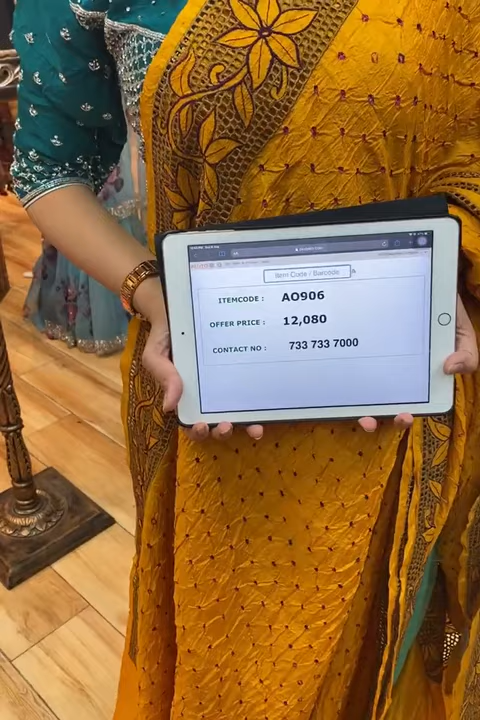 Item Code / Barcode
ITEMCODE : AO906
OFFER PRICE : 12,080
CONTACT NO : 733 733 7000